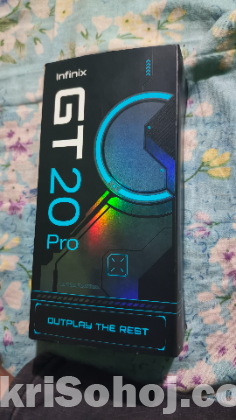 Infinix
GT 20
Pro
OUTPLAY THE REST
kriSohoj.co